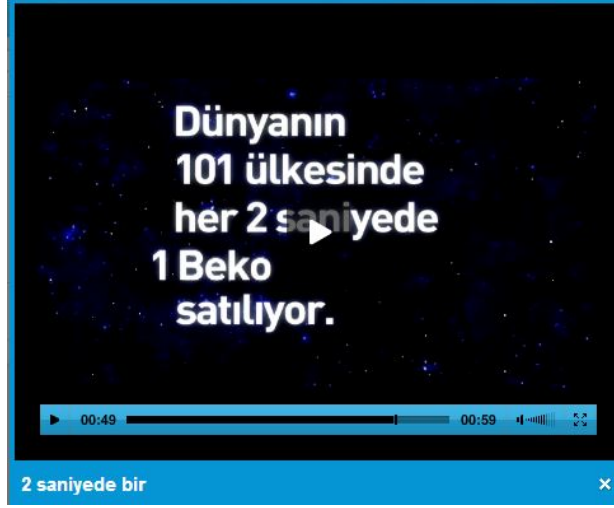 Dünyanın
101 ülkesinde
her 2 saniyede
1 Beko
satılıyor.
00:49 00:59
2 saniyede bir